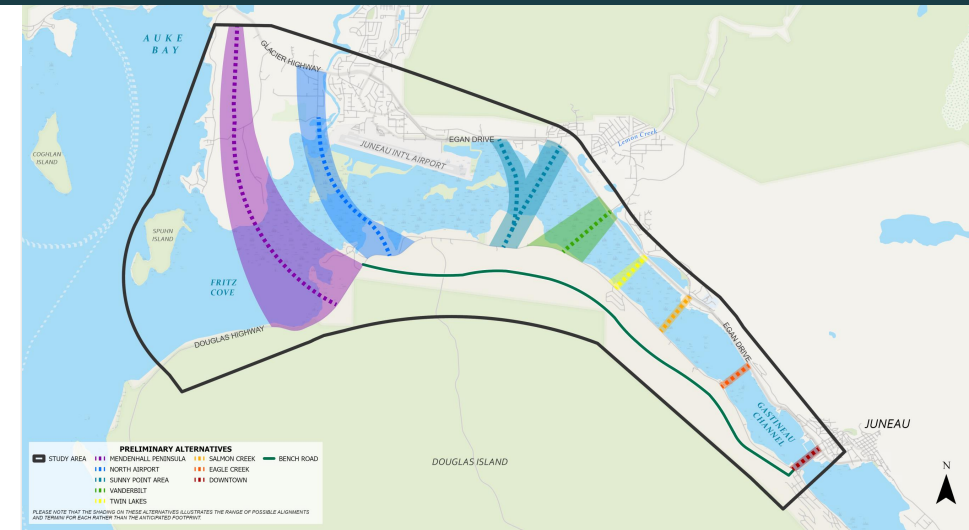 AUKE
BAY
GLACIER HIGHWAY
COGHLAN
ISLAND
JUNEAU INT'L AIRPORT
EGAN DRIVE
Lemon Creek
SPUHN
ISLAND
FRITZ
COVE
DOUGLAS HIGHWAY
EGAN DRIVE
GASTINEAU
CHANNEL
JUNEAU
DOUGLAS ISLAND
N
PRELIMINARY ALTERNATIVES
STUDY AREA
MENDENHALL PENINSULA
NORTH AIRPORT
SUNNY POINT AREA
VANDERBILT
TWIN LAKES
SALMON CREEK
EAGLE CREEK
DOWNTOWN
BENCH ROAD
PLEASE NOTE THAT THE SHADING ON THESE ALTERNATIVES ILLUSTRATES THE RANGE OF POSSIBLE ALIGNMENTS
AND TERMINI FOR EACH RATHER THAN THE ANTICIPATED FOOTPRINT.